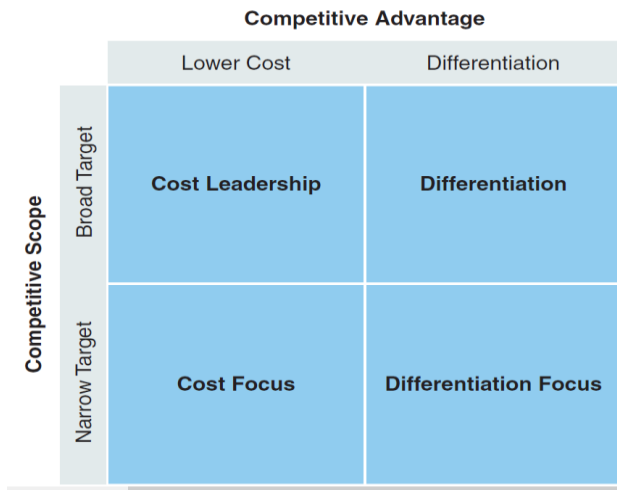 Competitive Advantage
Lower Cost
Differentiation
Competitive Scope
Broad Target
Cost Leadership
Differentiation
Narrow Target
Cost Focus
Differentiation Focus